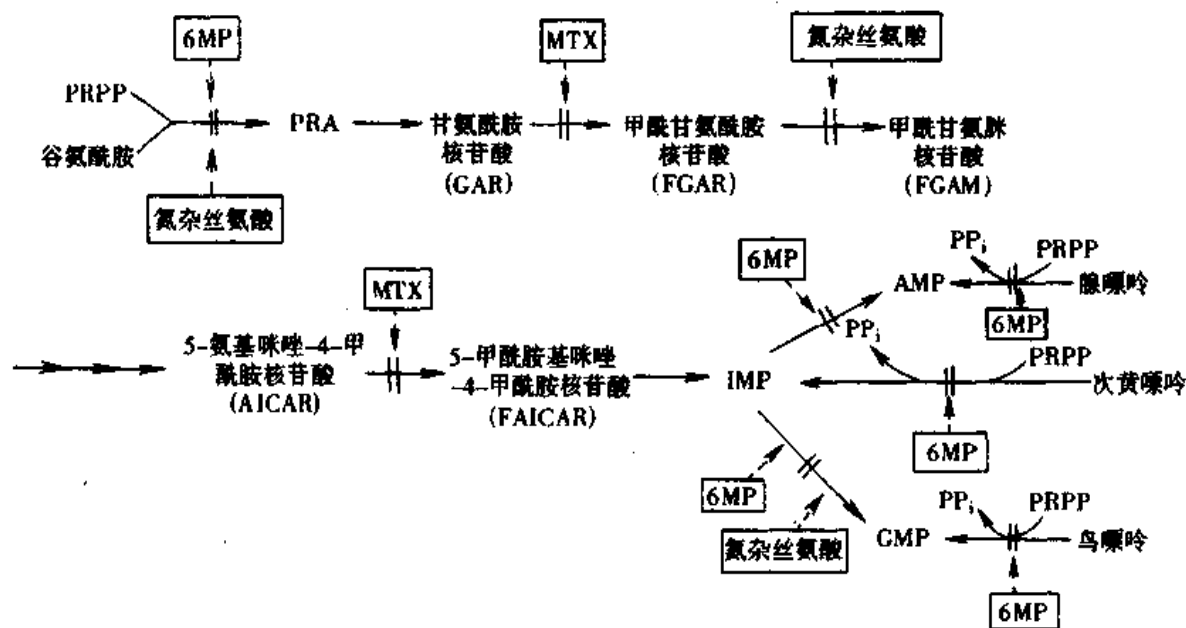 6MP
MTX
氮杂丝氨酸
PRPP
谷氨酰胺
PRA
甘氨酰胺
核苷酸
(GAR)
甲酰甘氨酰胺
核苷酸
(FGAR)
甲酰甘氨脒
核苷酸
(FGAM)
氮杂丝氨酸
MTX
5-氨基咪唑-4-甲
酰胺核苷酸
(AICAR)
5-甲酰胺基咪唑
-4-甲酰胺核苷酸
(FAICAR)
IMP
6MP
AMP
PPi
PRPP
腺嘌呤
6MP
PPi
PRPP
次黄嘌呤
6MP
6MP
氮杂丝氨酸
GMP
PPi
PRPP
鸟嘌呤
6MP